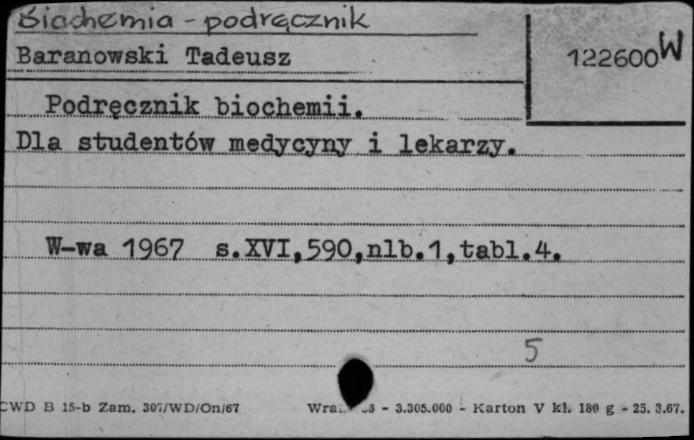 Biochemia - podręcznik
Baranowski Tadeusz
122600 W
Podręcznik biochemii.
Dla studentów medycyny i lekarzy.
W-wa 1967 s.XVI,590,nlb.1,tabl.4.
5
CWD B 15-b Zam. 307/WD/On/67 - 3.305.000 - Karton V kl. 180 g - 25. 3.67.